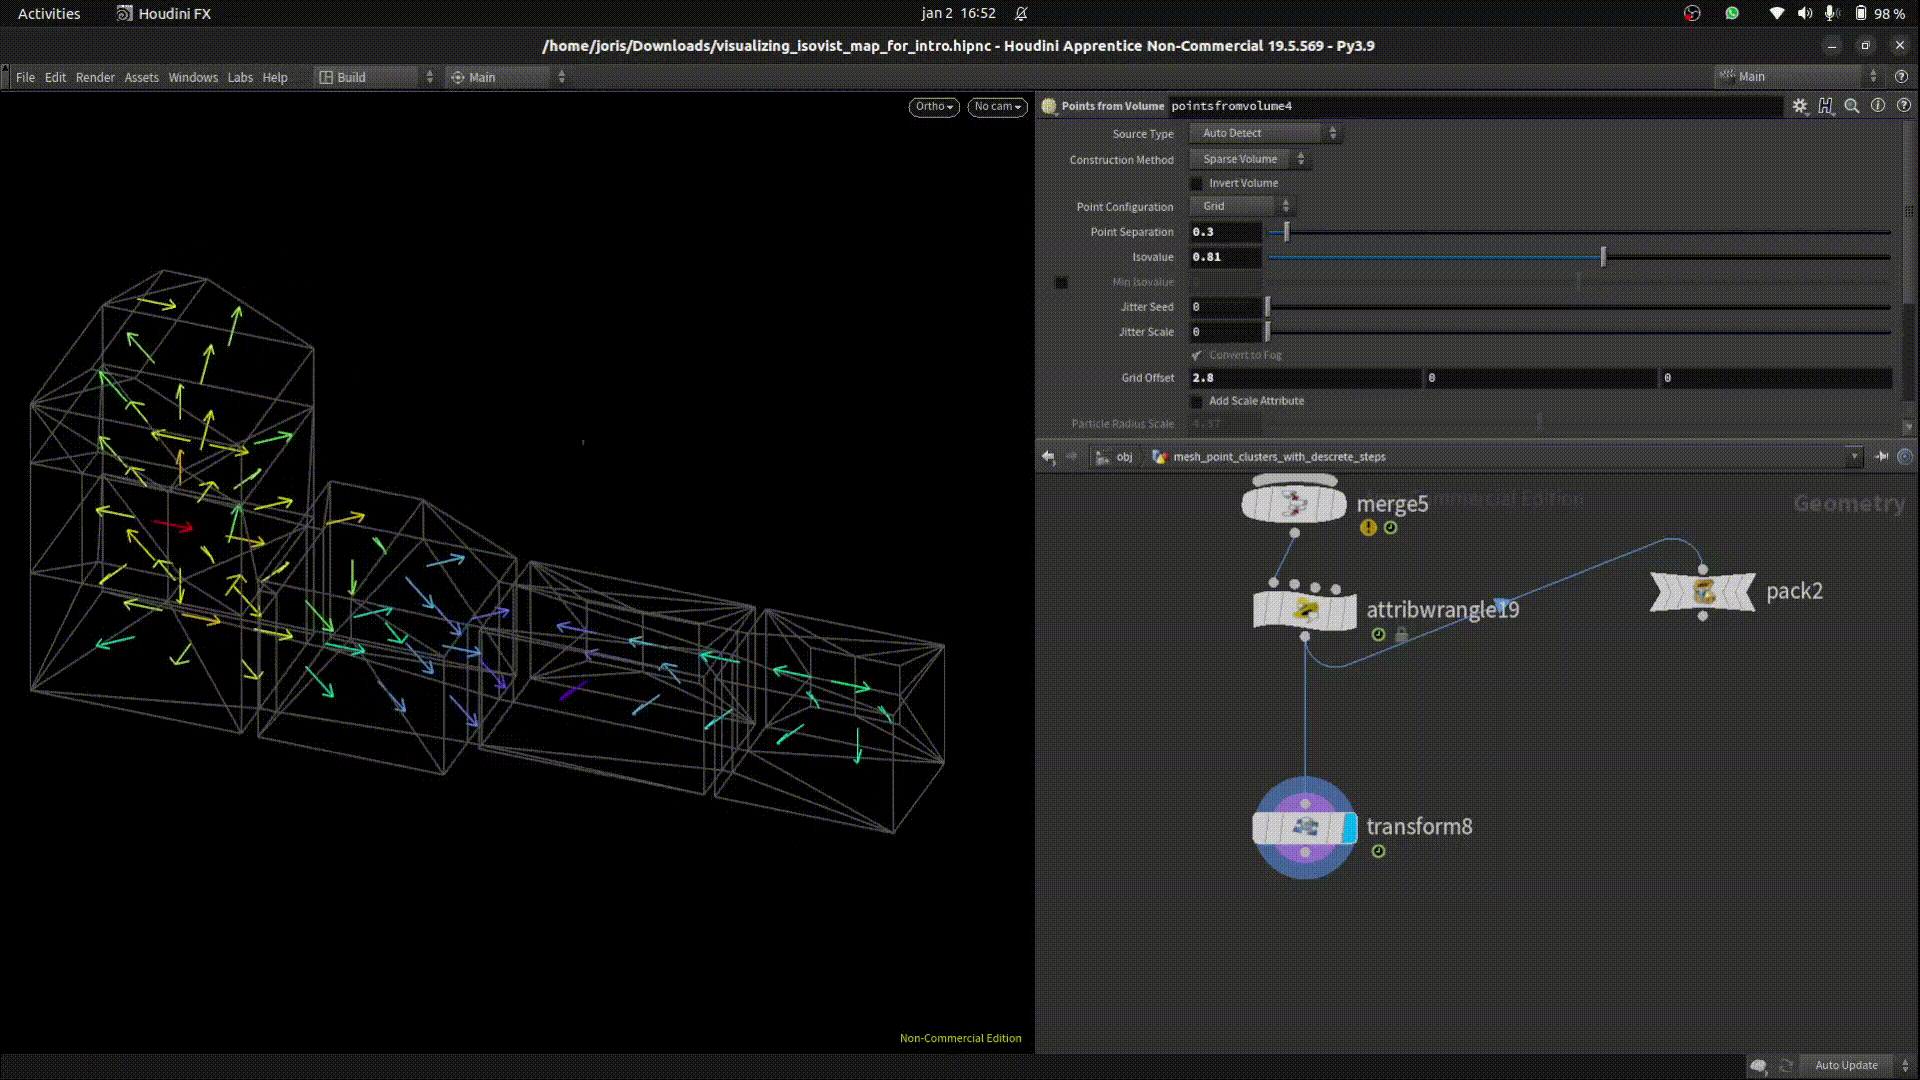 Activities
Houdini FX
jan 2 16:52
98 %
/home/joris/Downloads/visualizing_isovist_map_for_intro.hipnc - Houdini Apprentice Non-Commercial 19.5.569 - Py3.9
File Edit Render Assets Windows Labs Help
Build
Main
Main
Ortho
No cam
Points from Volume pointsfromvolume4
Source Type Auto Detect
Construction Method Sparse Volume
Invert Volume
Point Configuration Grid
Point Separation 0.3
Isovalue 0.81
Min Isovalue
Jitter Seed 0
Jitter Scale 0
Convert to Fog
Grid Offset 2.8 0 0
Add Scale Attribute
Particle Radius Scale
obj mesh_point_clusters_with_descrete_steps
merge5
Edition
Geometry
attribwrangle19
pack2
transform8
Non-Commercial Edition
Auto Update